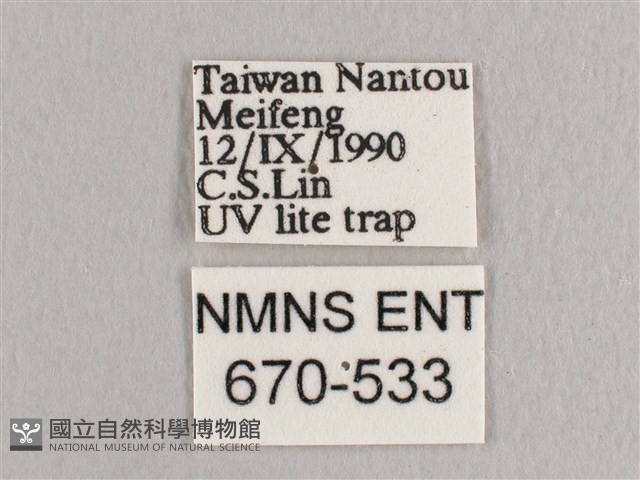 Taiwan Nantou
Meifeng
12/IX/1990
C.S.Lin
UV lite trap
NMNS ENT
670-533
國立自然科學博物館
NATIONAL MUSEUM OF NATURAL SCIENCE